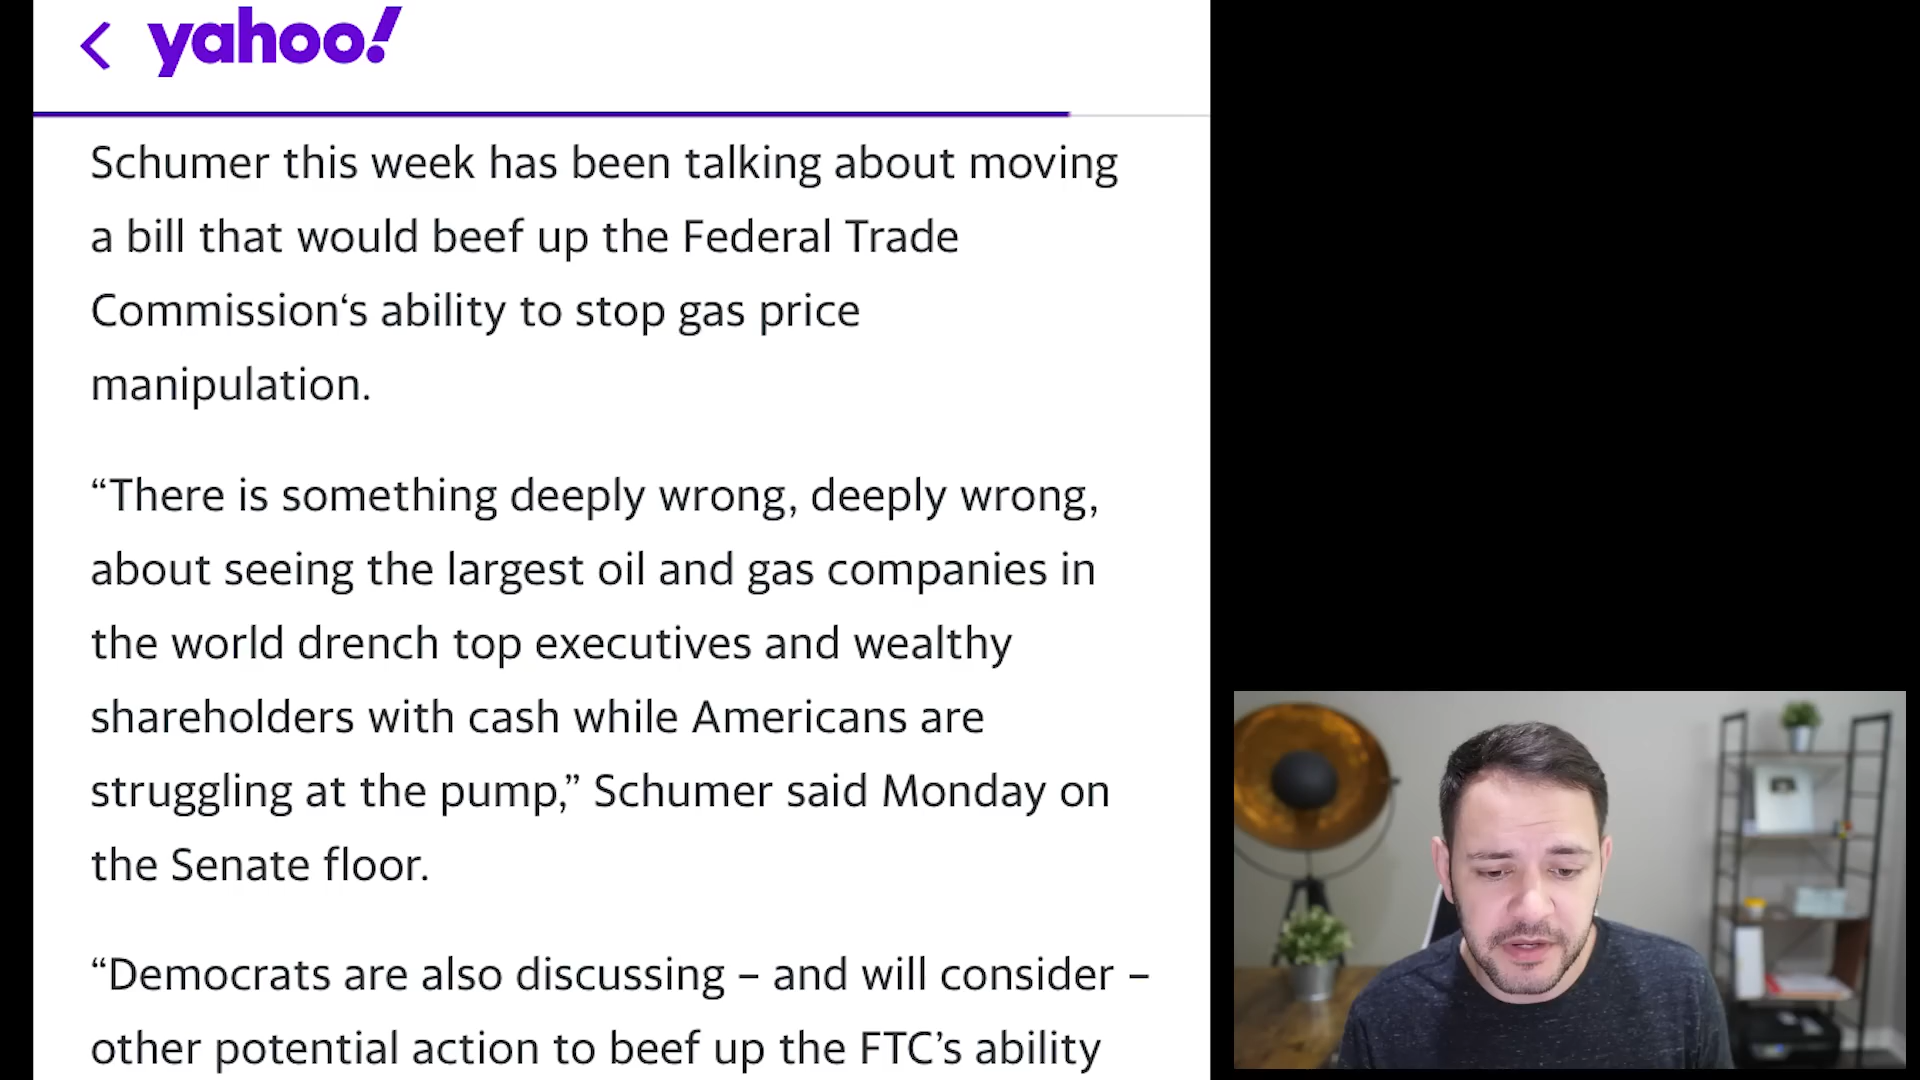 yahoo!
Schumer this week has been talking about moving
a bill that would beef up the Federal Trade
Commission‘s ability to stop gas price
manipulation.
“There is something deeply wrong, deeply wrong,
about seeing the largest oil and gas companies in
the world drench top executives and wealthy
shareholders with cash while Americans are
struggling at the pump,” Schumer said Monday on
the Senate floor.
“Democrats are also discussing – and will consider –
other potential action to beef up the FTC’s ability